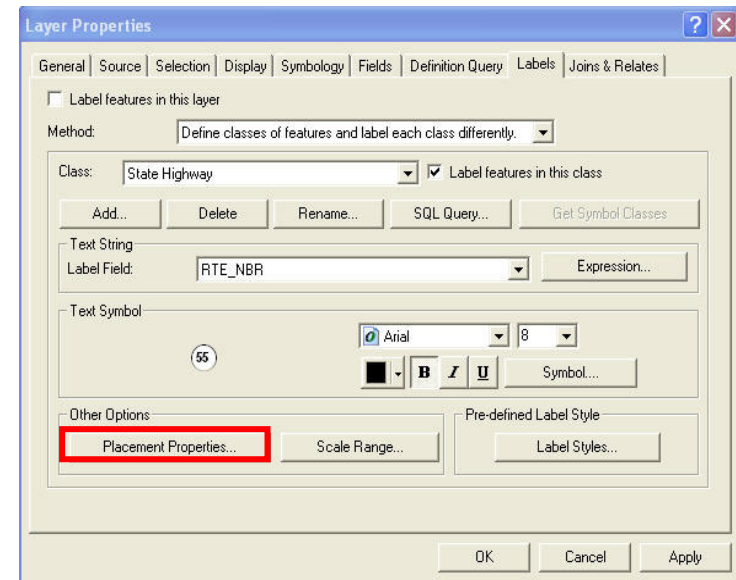 Layer Properties
General Source Selection Display Symbology Fields Definition Query Labels Joins & Relates
Label features in this layer
Method: Define classes of features and label each class differently.
Class: State Highway Label features in this class
Add... Delete Rename... SQL Query... Get Symbol Classes
Text String
Label Field: RTE_NBR Expression...
Text Symbol
55
Arial 8
B I U Symbol...
Other Options Pre-defined Label Style
Placement Properties... Scale Range... Label Styles...
OK Cancel Apply